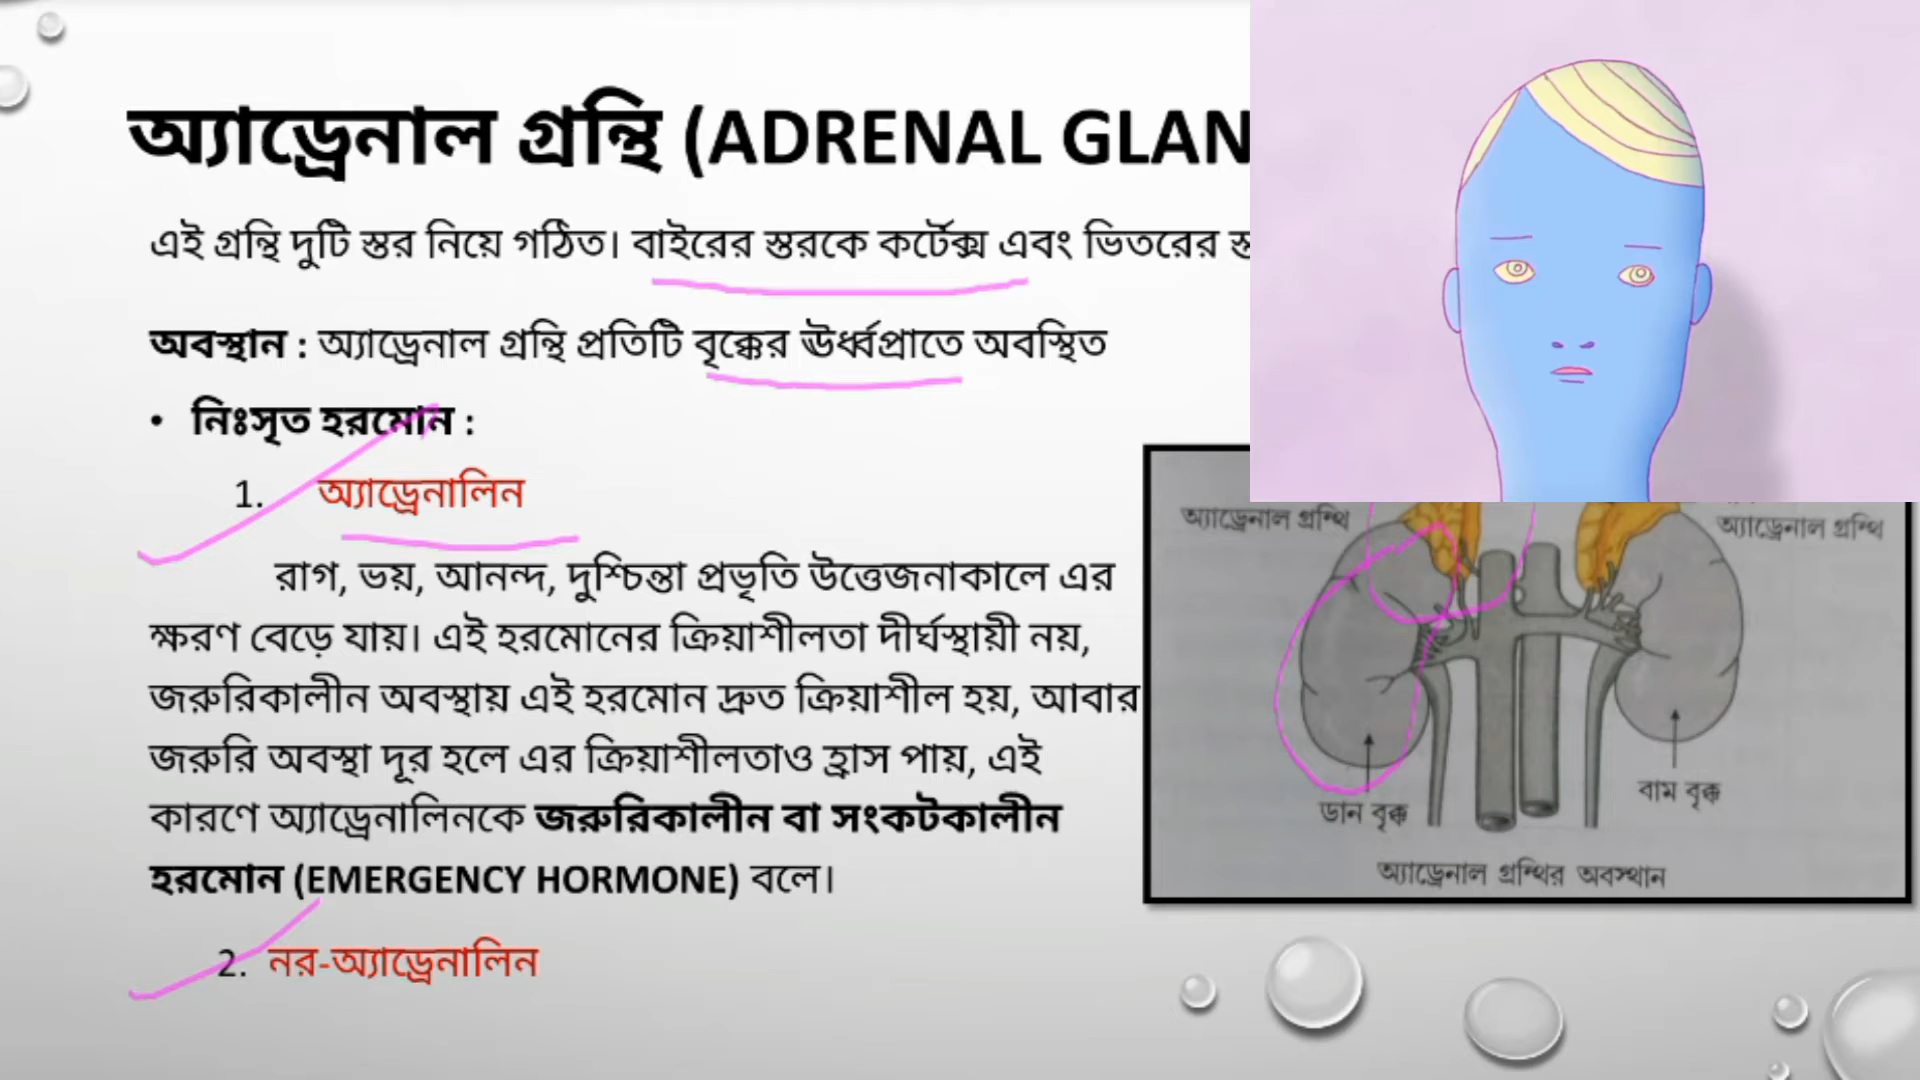 অ্যাড্রেনাল গ্রন্থি (ADRENAL GLAN
এই গ্রন্থি দুটি স্তর নিয়ে গঠিত। বাইরের স্তরকে কর্টেক্স এবং ভিতরের
অবস্থান : অ্যাড্রেনাল গ্রন্থি প্রতিটি বৃক্কের ঊর্ধ্বপ্রাতে অবস্থিত
• নিঃসৃত হরমোন :
1. অ্যাড্রেনালিন
রাগ, ভয়, আনন্দ, দুশ্চিন্তা প্রভৃতি উত্তেজনাকালে এর
ক্ষরণ বেড়ে যায়। এই হরমোনের ক্রিয়াশীলতা দীর্ঘস্থায়ী নয়,
জরুরিকালীন অবস্থায় এই হরমোন দ্রুত ক্রিয়াশীল হয়, আবার
জরুরি অবস্থা দূর হলে এর ক্রিয়াশীলতাও হ্রাস পায়, এই
কারণে অ্যাড্রেনালিনকে জরুরিকালীন বা সংকটকালীন
হরমোন (EMERGENCY HORMONE) বলে।
2. নর-অ্যাড্রেনালিন
অ্যাড্রেনাল গ্রন্থি
অ্যাড্রেনাল গ্রন্থি
ডান বৃক্ক
বাম বৃক্ক
অ্যাড্রেনাল গ্রন্থির অবস্থান